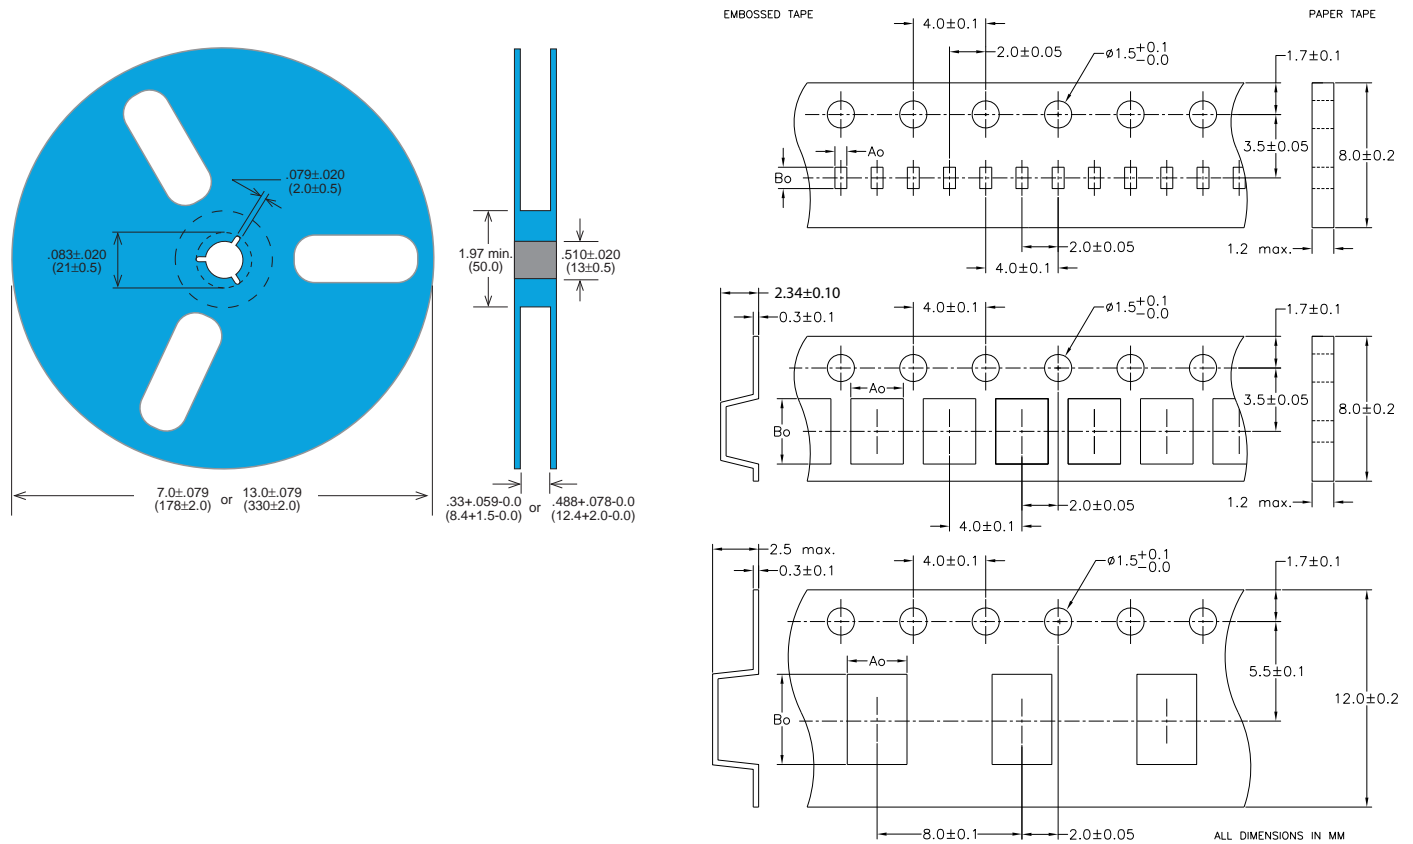 .079±.020
(2.0±0.5)
.083±.020
(21±0.5)
7.0±.079 or 13.0±.079
(178±2.0) (330±2.0)
1.97 min.
(50.0)
.510±.020
(13±0.5)
.33+.059-0.0 or .488+.078-0.0
(8.4+1.5-0.0) (12.4+2.0-0.0)
EMBOSSED TAPE
PAPER TAPE
4.0±0.1
2.0±0.05
ø1.5+0.1
-0.0
1.7±0.1
Ao
Bo
3.5±0.05
8.0±0.2
2.0±0.05
4.0±0.1
1.2 max.
2.34±0.10
0.3±0.1
4.0±0.1
ø1.5+0.1
-0.0
1.7±0.1
Ao
Bo
3.5±0.05
8.0±0.2
2.0±0.05
4.0±0.1
1.2 max.
2.5 max.
0.3±0.1
4.0±0.1
ø1.5+0.1
-0.0
1.7±0.1
Ao
Bo
5.5±0.1
12.0±0.2
8.0±0.1
2.0±0.05
ALL DIMENSIONS IN MM